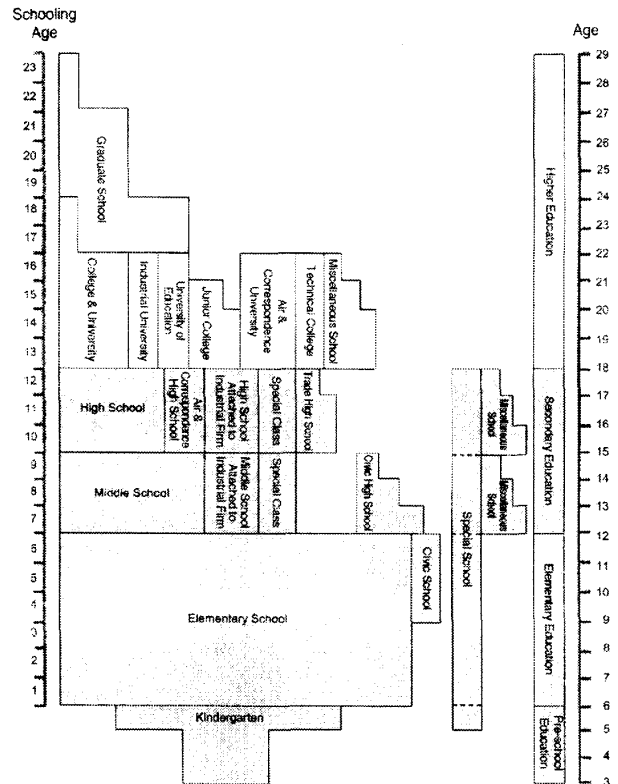 Schooling
Age
Age
23
22
21
20
19
18
17
16
15
14
13
12
11
10
9
8
7
6
5
4
3
2
1
Graduate School
College & University
Industrial University
University of
Education
Junior College
Air &
Correspondence
University
Technical College
Miscellaneous School
High School
Air &
Correspondence
High School
High School
Attached to
Industrial Firm
Special Class
Trade High School
Middle School
Middle School
Attached to
Industrial Firm
Special Class
Civic High School
Elementary School
Civic School
Kindergarten
Special School
Miscellaneous
School
Miscellaneous
School
Higher Education
Secondary Education
Elementary Education
Pre-school
Education
29
28
27
26
25
24
23
22
21
20
19
18
17
16
15
14
13
12
11
10
9
8
7
6
5
4
3